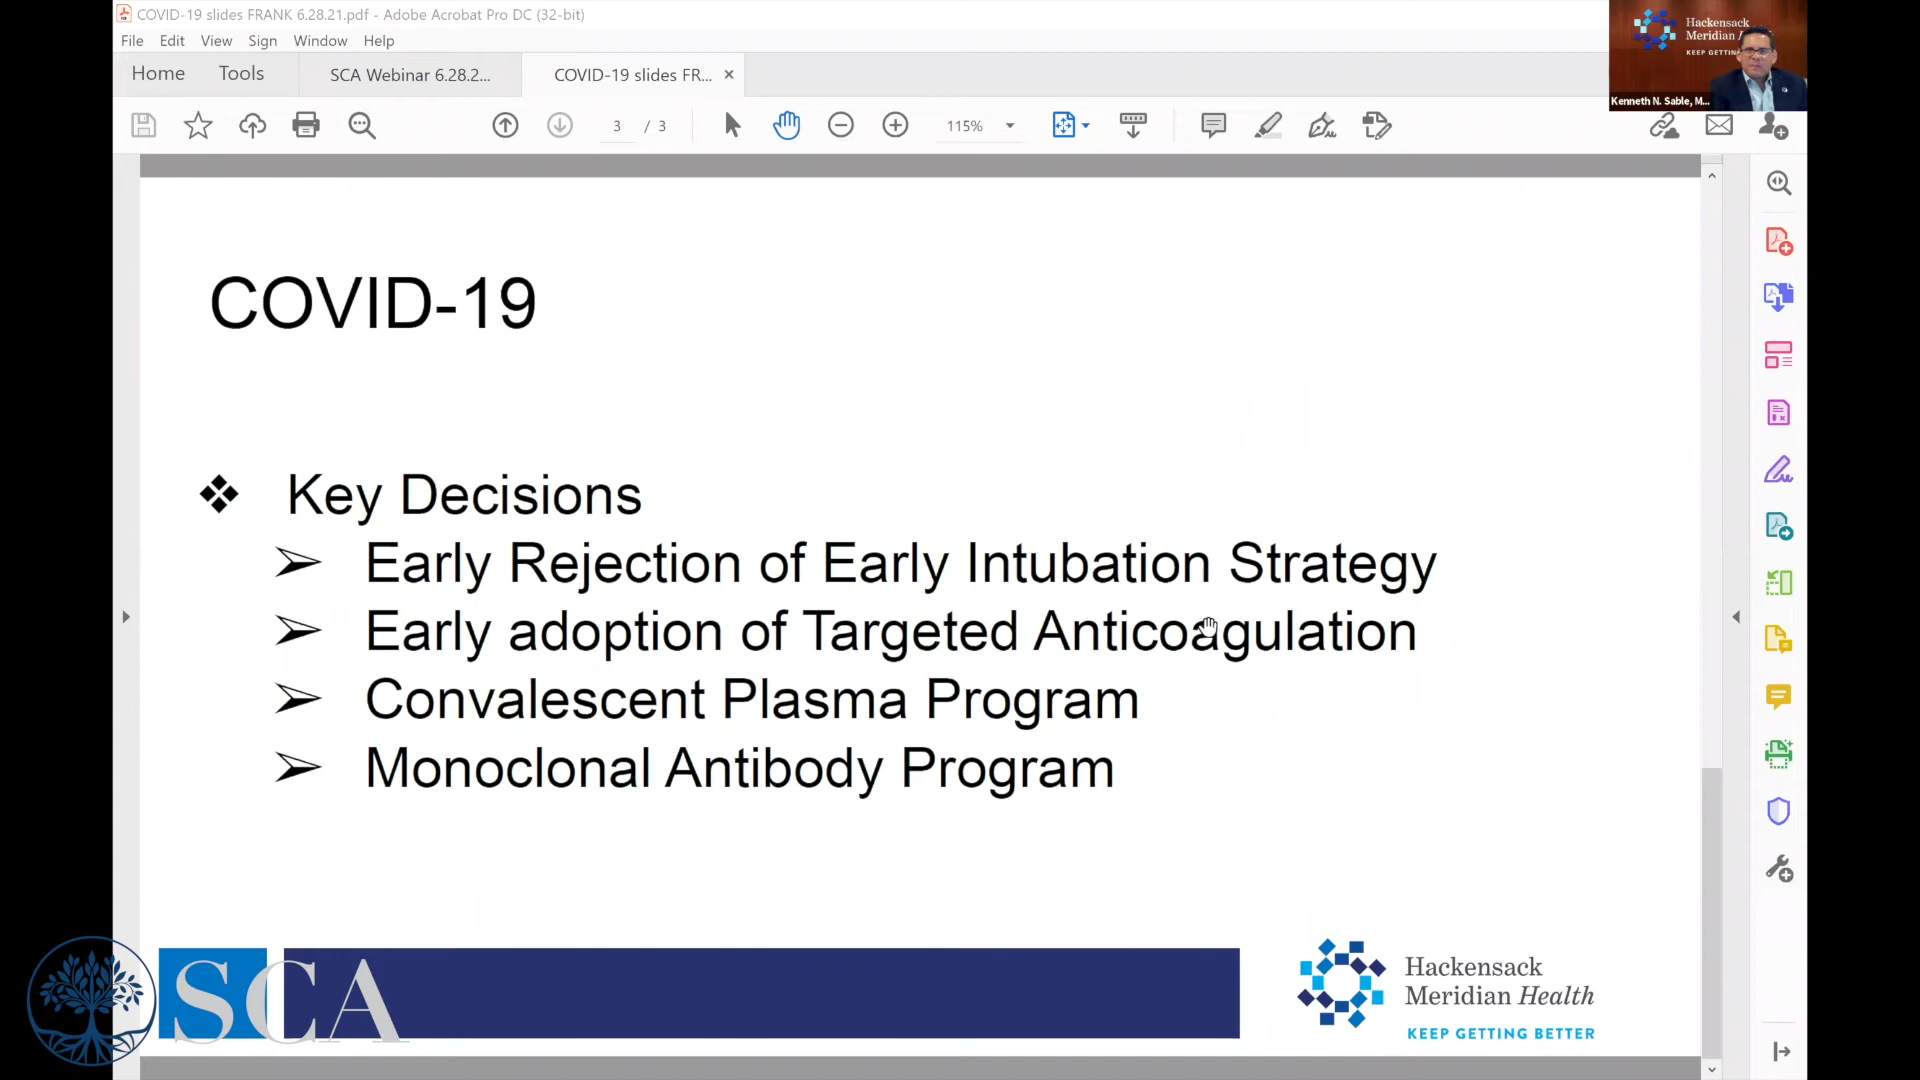 COVID-19 slides FRANK 6.28.21.pdf - Adobe Acrobat Pro DC (32-bit)
File Edit View Sign Window Help
Home Tools SCA Webinar 6.28.2... COVID-19 slides FR... ×
3 / 3 115%
Hackensack
Meridian
KEEP GETTIN
Kenneth N. Sable, M...
COVID-19
Key Decisions
Early Rejection of Early Intubation Strategy
Early adoption of Targeted Anticoagulation
Convalescent Plasma Program
Monoclonal Antibody Program
SCA
Hackensack
Meridian Health
KEEP GETTING BETTER